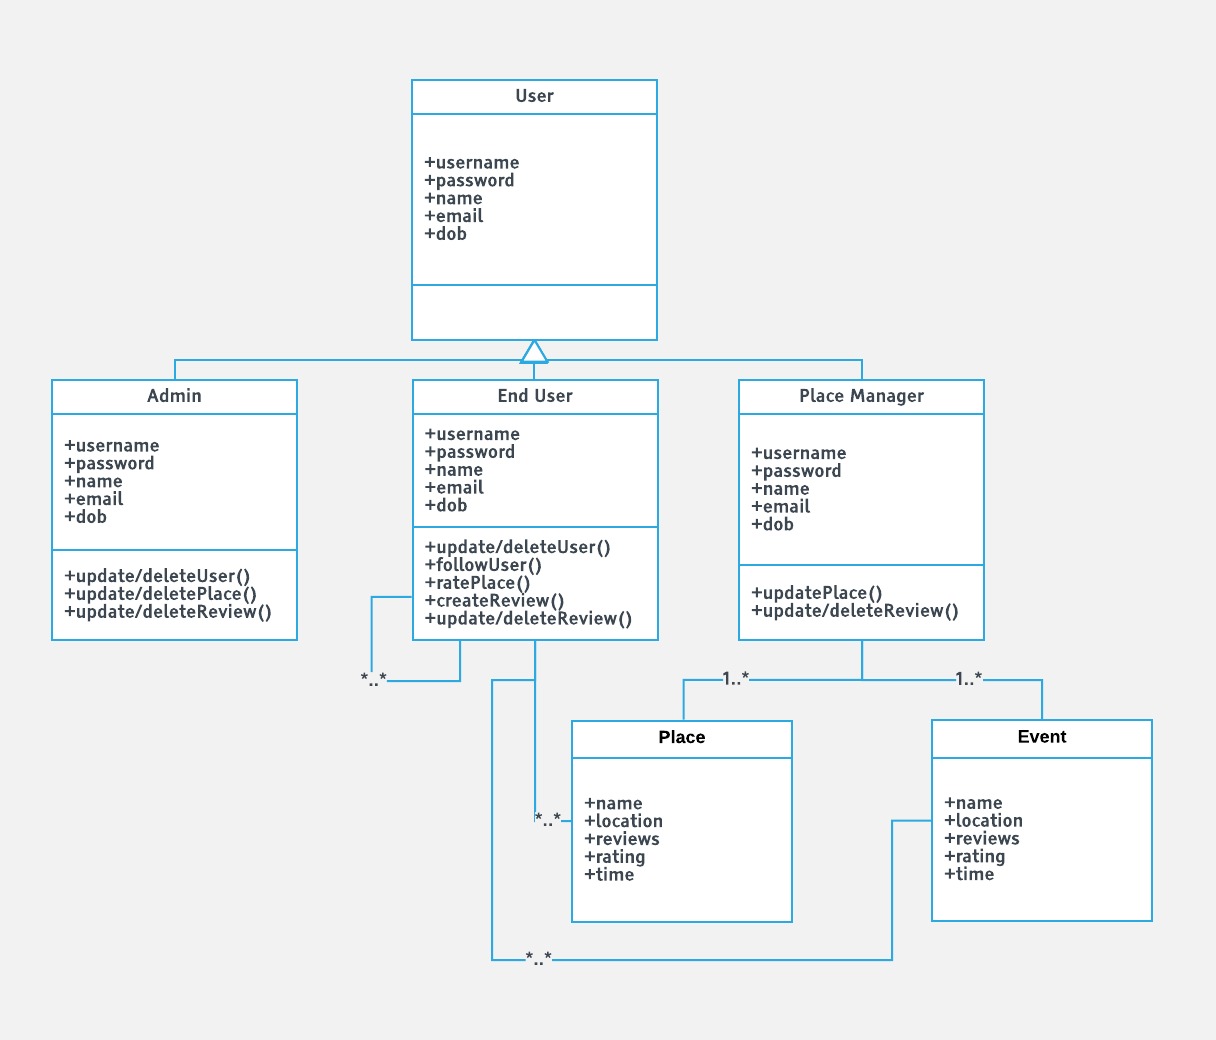 User
+username
+password
+name
+email
+dob
Admin
+username
+password
+name
+email
+dob
+update/deleteUser()
+update/deletePlace()
+update/deleteReview()
End User
+username
+password
+name
+email
+dob
+update/deleteUser()
+followUser()
+ratePlace()
+createReview()
+update/deleteReview()
Place Manager
+username
+password
+name
+email
+dob
+updatePlace()
+update/deleteReview()
*..*
1..*
1..*
Place
+name
+location
+reviews
+rating
+time
*..*
Event
+name
+location
+reviews
+rating
+time
*..*